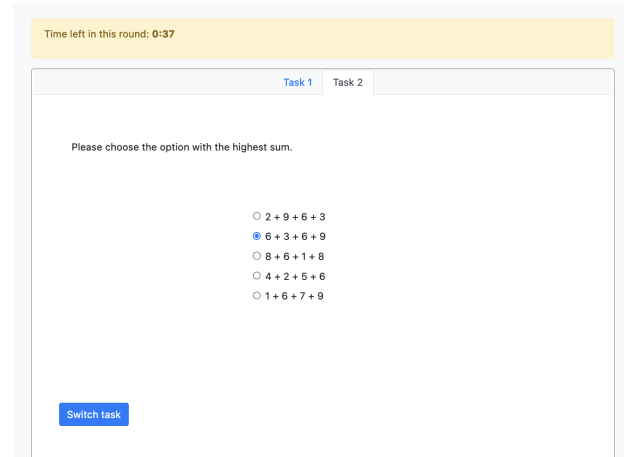 Time left in this round: 0:37
Task 1 Task 2
Please choose the option with the highest sum.
2 + 9 + 6 + 3
6 + 3 + 6 + 9
8 + 6 + 1 + 8
4 + 2 + 5 + 6
1 + 6 + 7 + 9
Switch task